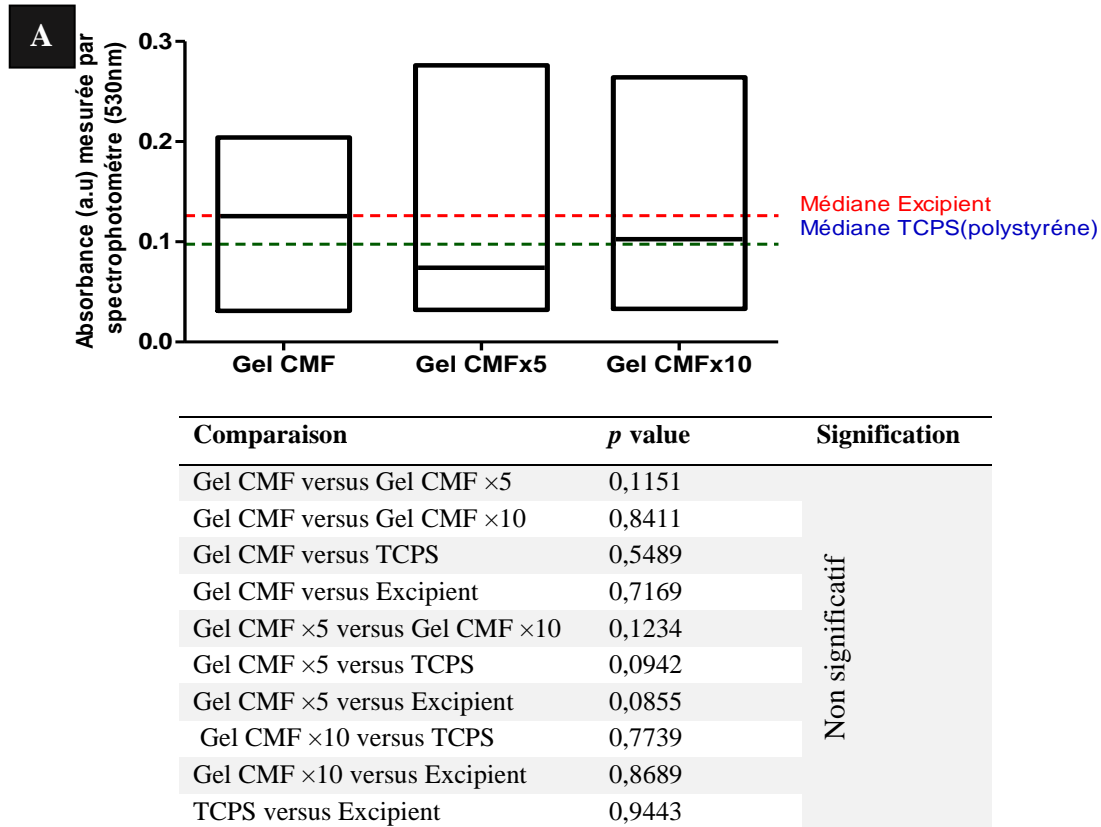 A
Absorbance (a.u) mesurée par
spectrophotométre (530nm)
0.3
0.2
0.1
0.0
Gel CMF
Gel CMFx5
Gel CMFx10
Médiane Excipient
Médiane TCPS(polystyréne)
Comparaison p value Signification
Gel CMF versus Gel CMF ×5 0,1151
Gel CMF versus Gel CMF ×10 0,8411
Gel CMF versus TCPS 0,5489
Gel CMF versus Excipient 0,7169
Gel CMF ×5 versus Gel CMF ×10 0,1234
Gel CMF ×5 versus TCPS 0,0942
Gel CMF ×5 versus Excipient 0,0855
Gel CMF ×10 versus TCPS 0,7739
Gel CMF ×10 versus Excipient 0,8689
TCPS versus Excipient 0,9443
Non significatif